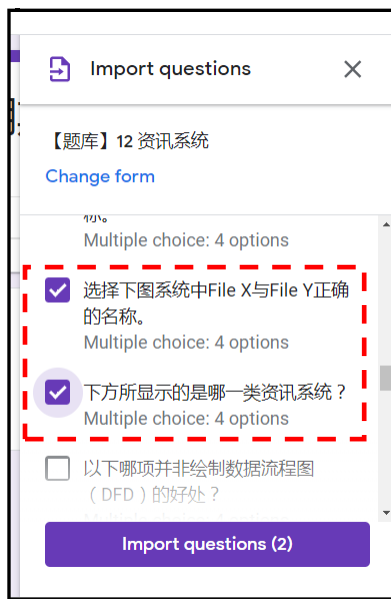 Import questions
【题库】12 资讯系统
Change form
称。
Multiple choice: 4 options
选择下图系统中File X与File Y正确
的名称。
Multiple choice: 4 options
下方所显示的是哪一类资讯系统？
Multiple choice: 4 options
以下哪项并非绘制数据流程图
（DFD）的好处？
Import questions (2)